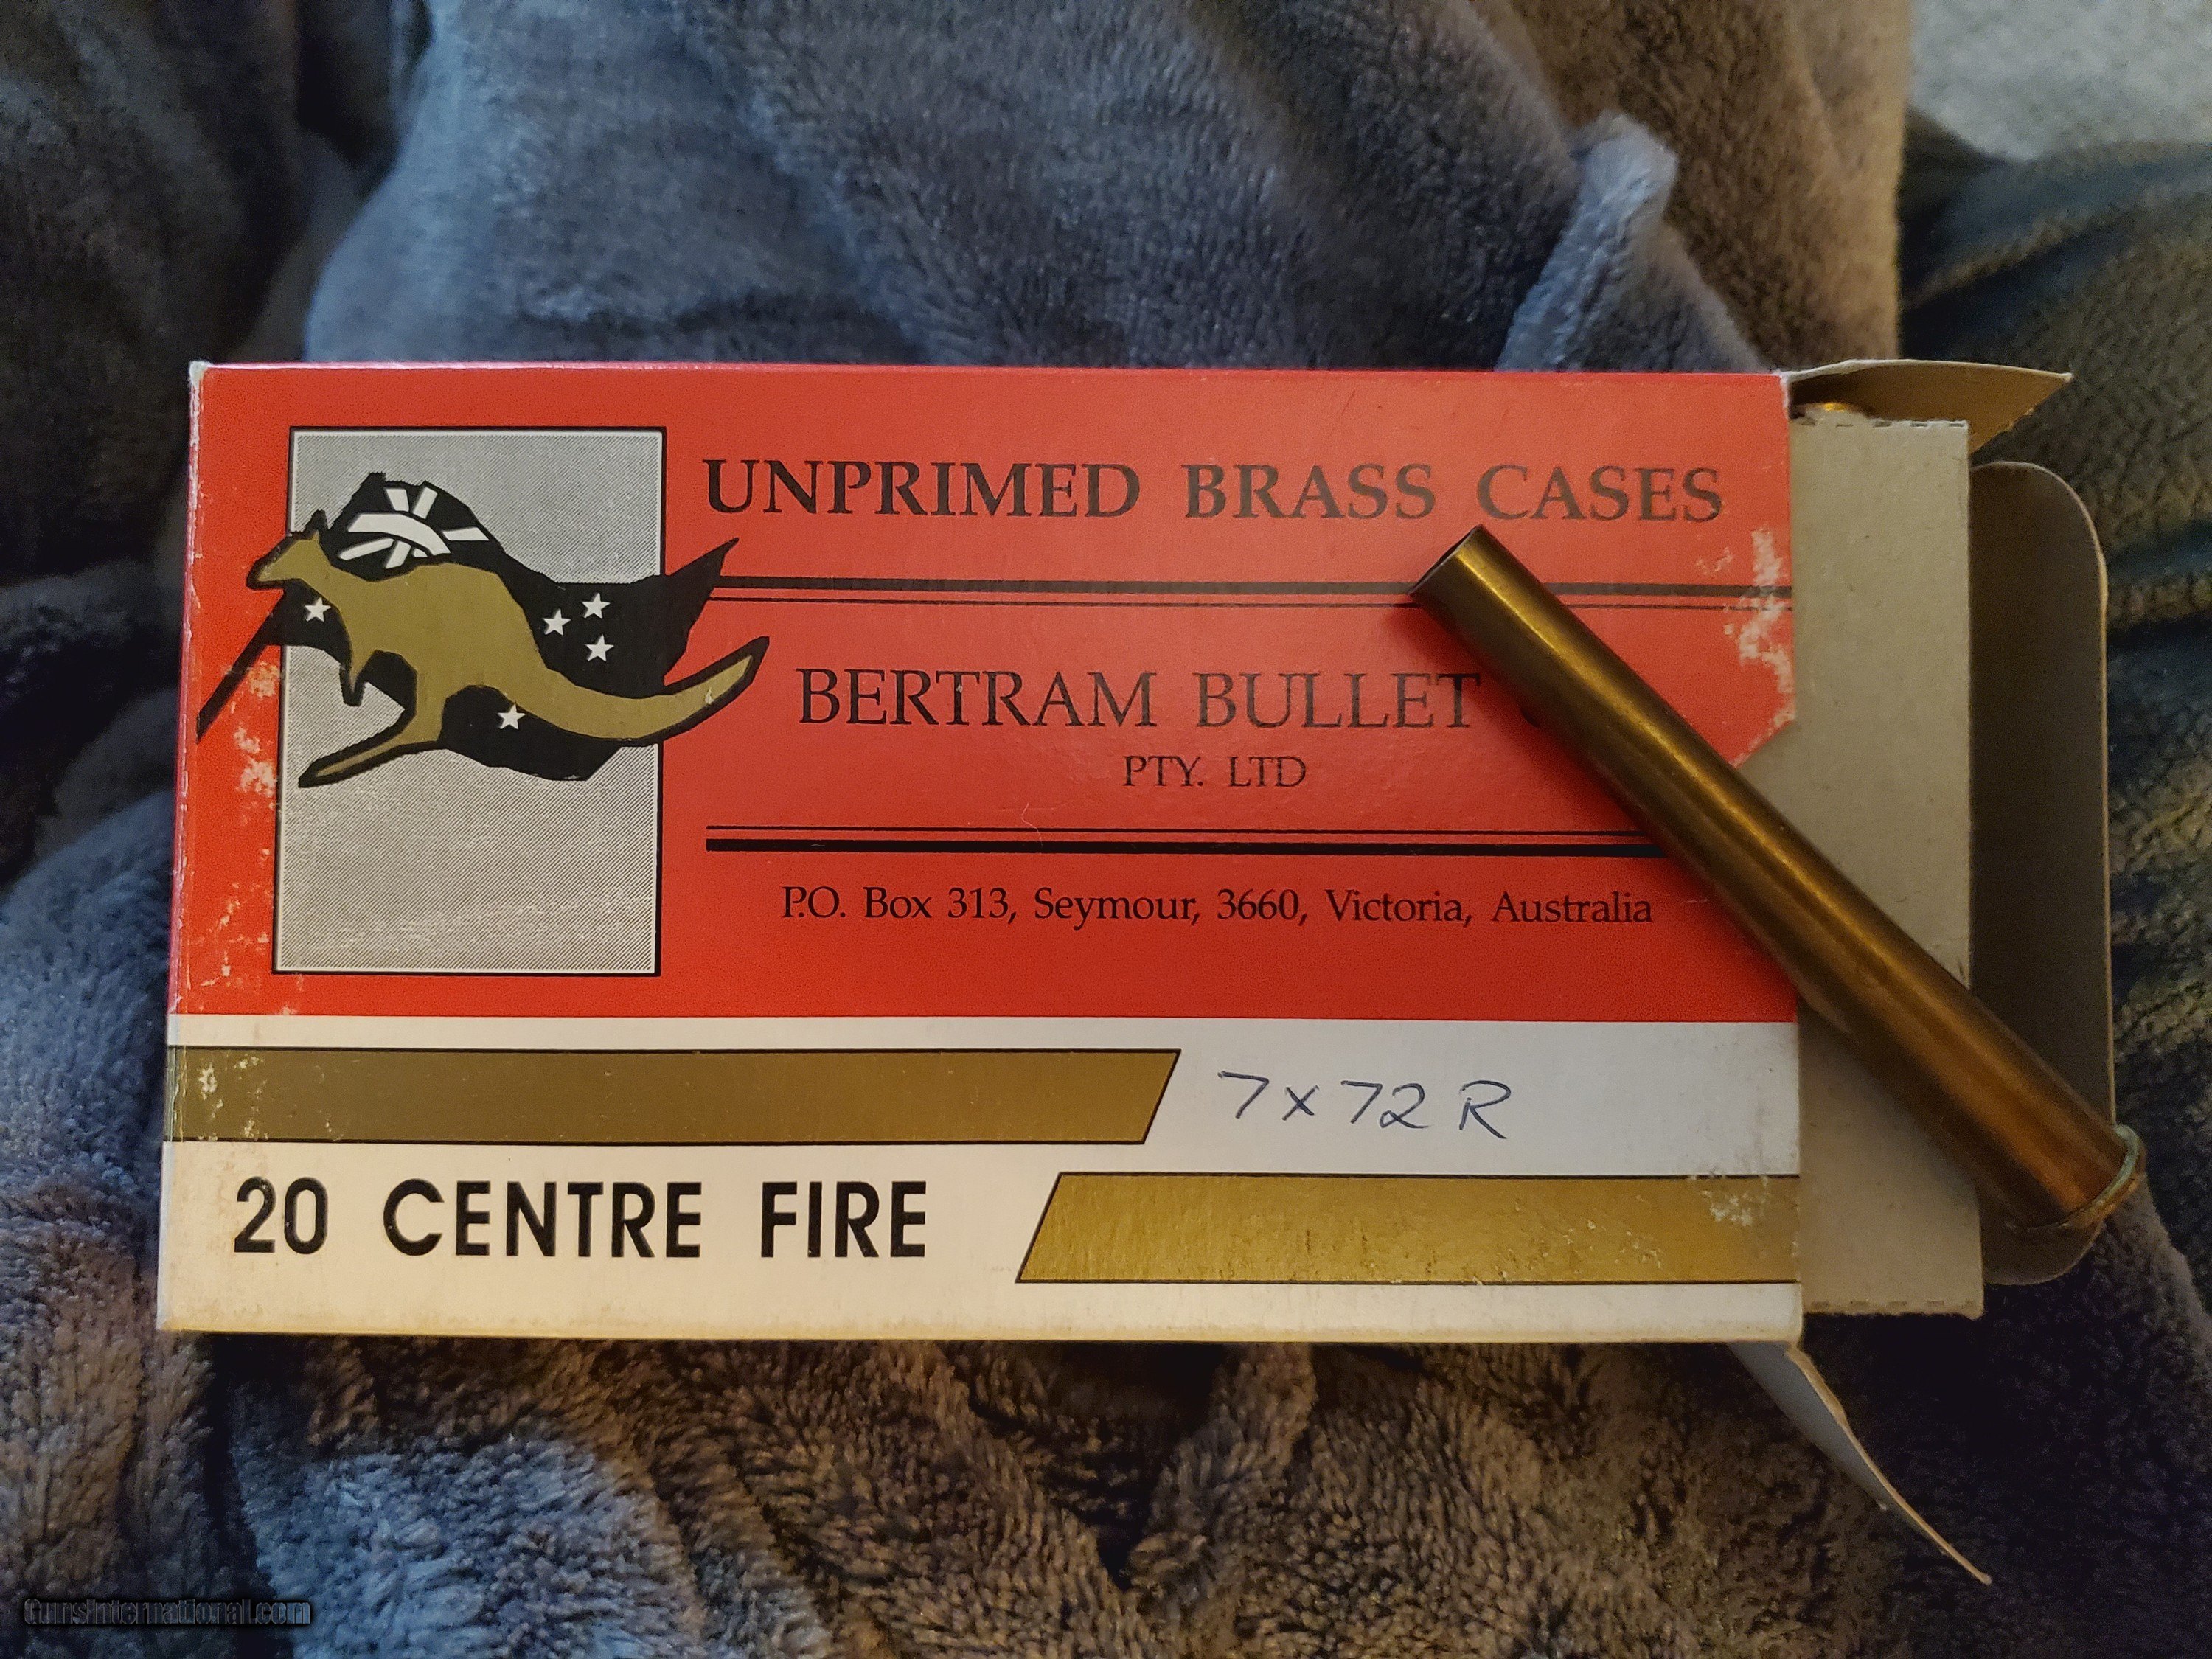 UNPRIMED BRASS CASES
BERTRAM BULLET
PTY. LTD
P.O. Box 313, Seymour, 3660, Victoria, Australia
7x72R
20 CENTRE FIRE
GunsInternational.com